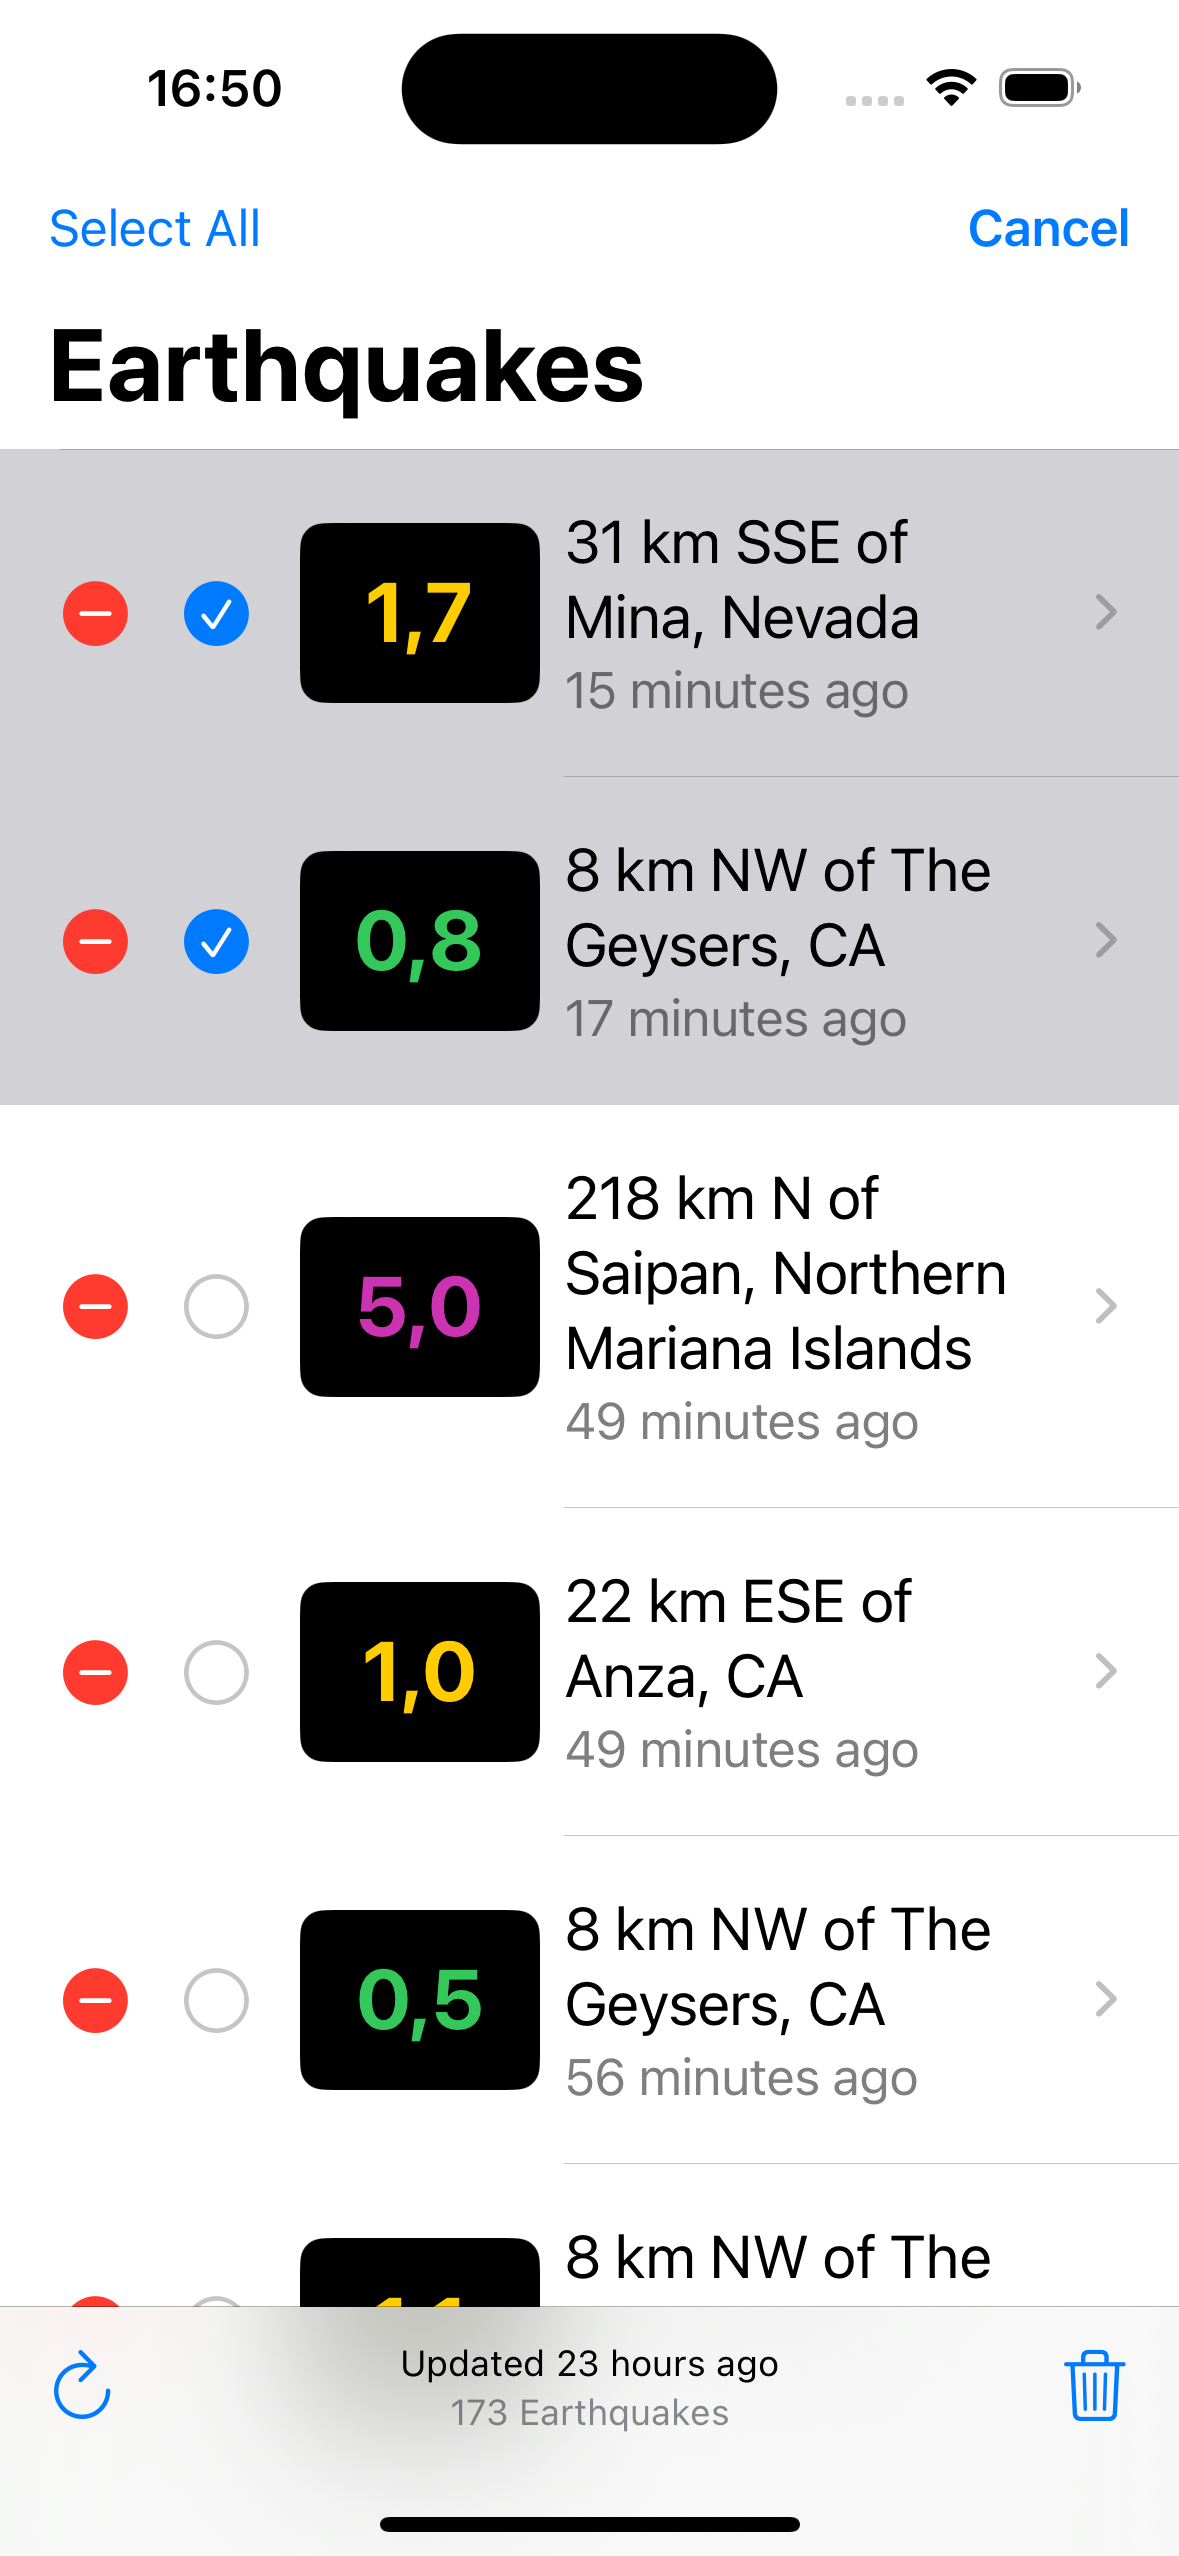 16:50
Select All
Cancel
Earthquakes
1,7
31 km SSE of
Mina, Nevada
15 minutes ago
0,8
8 km NW of The
Geysers, CA
17 minutes ago
5,0
218 km N of
Saipan, Northern
Mariana Islands
49 minutes ago
1,0
22 km ESE of
Anza, CA
49 minutes ago
0,5
8 km NW of The
Geysers, CA
56 minutes ago
8 km NW of The
Updated 23 hours ago
173 Earthquakes